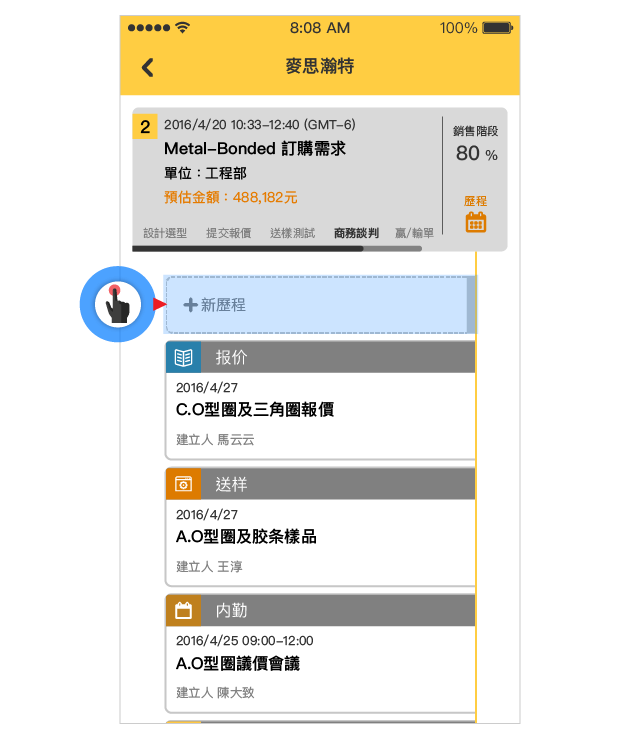 8:08 AM
100%
麥思瀚特
2
2016/4/20 10:33-12:40 (GMT-6)
Metal-Bonded 訂購需求
單位：工程部
預估金額：488,182元
設計選型 提交報價 送樣測試 商務談判 贏/輸單
銷售階段
80 %
歷程
+新歷程
报价
2016/4/27
C.O型圈及三角圈報價
建立人 馬云云
送样
2016/4/27
A.O型圈及胶条樣品
建立人 王淳
内勤
2016/4/25 09:00-12:00
A.O型圈議價會議
建立人 陳大致